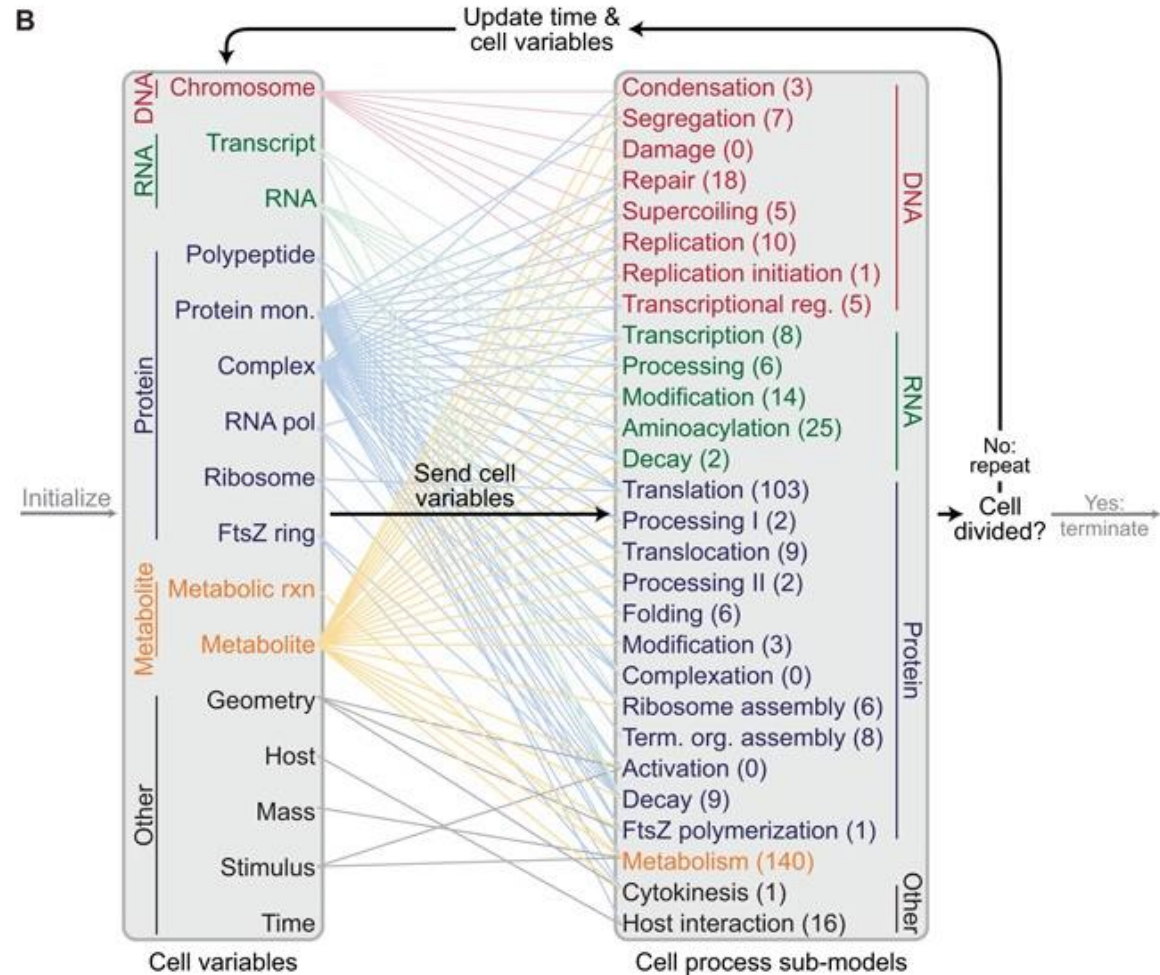 B
Update time &
cell variables
DNA
Chromosome
RNA
Transcript
RNA
Protein
Polypeptide
Protein mon.
Complex
RNA pol
Ribosome
FtsZ ring
Metabolite
Metabolic rxn
Metabolite
Other
Geometry
Host
Mass
Stimulus
Time
Cell variables
Initialize
Send cell
variables
Condensation (3)
Segregation (7)
Damage (0)
Repair (18)
Supercoiling (5)
Replication (10)
Replication initiation (1)
Transcriptional reg. (5)
DNA
Transcription (8)
Processing (6)
Modification (14)
Aminoacylation (25)
Decay (2)
RNA
Translation (103)
Processing I (2)
Translocation (9)
Processing II (2)
Folding (6)
Modification (3)
Complexation (0)
Ribosome assembly (6)
Term. org. assembly (8)
Activation (0)
Decay (9)
FtsZ polymerization (1)
Protein
Metabolism (140)
Cytokinesis (1)
Host interaction (16)
Other
Cell process sub-models
No:
repeat
Cell
divided?
Yes:
terminate